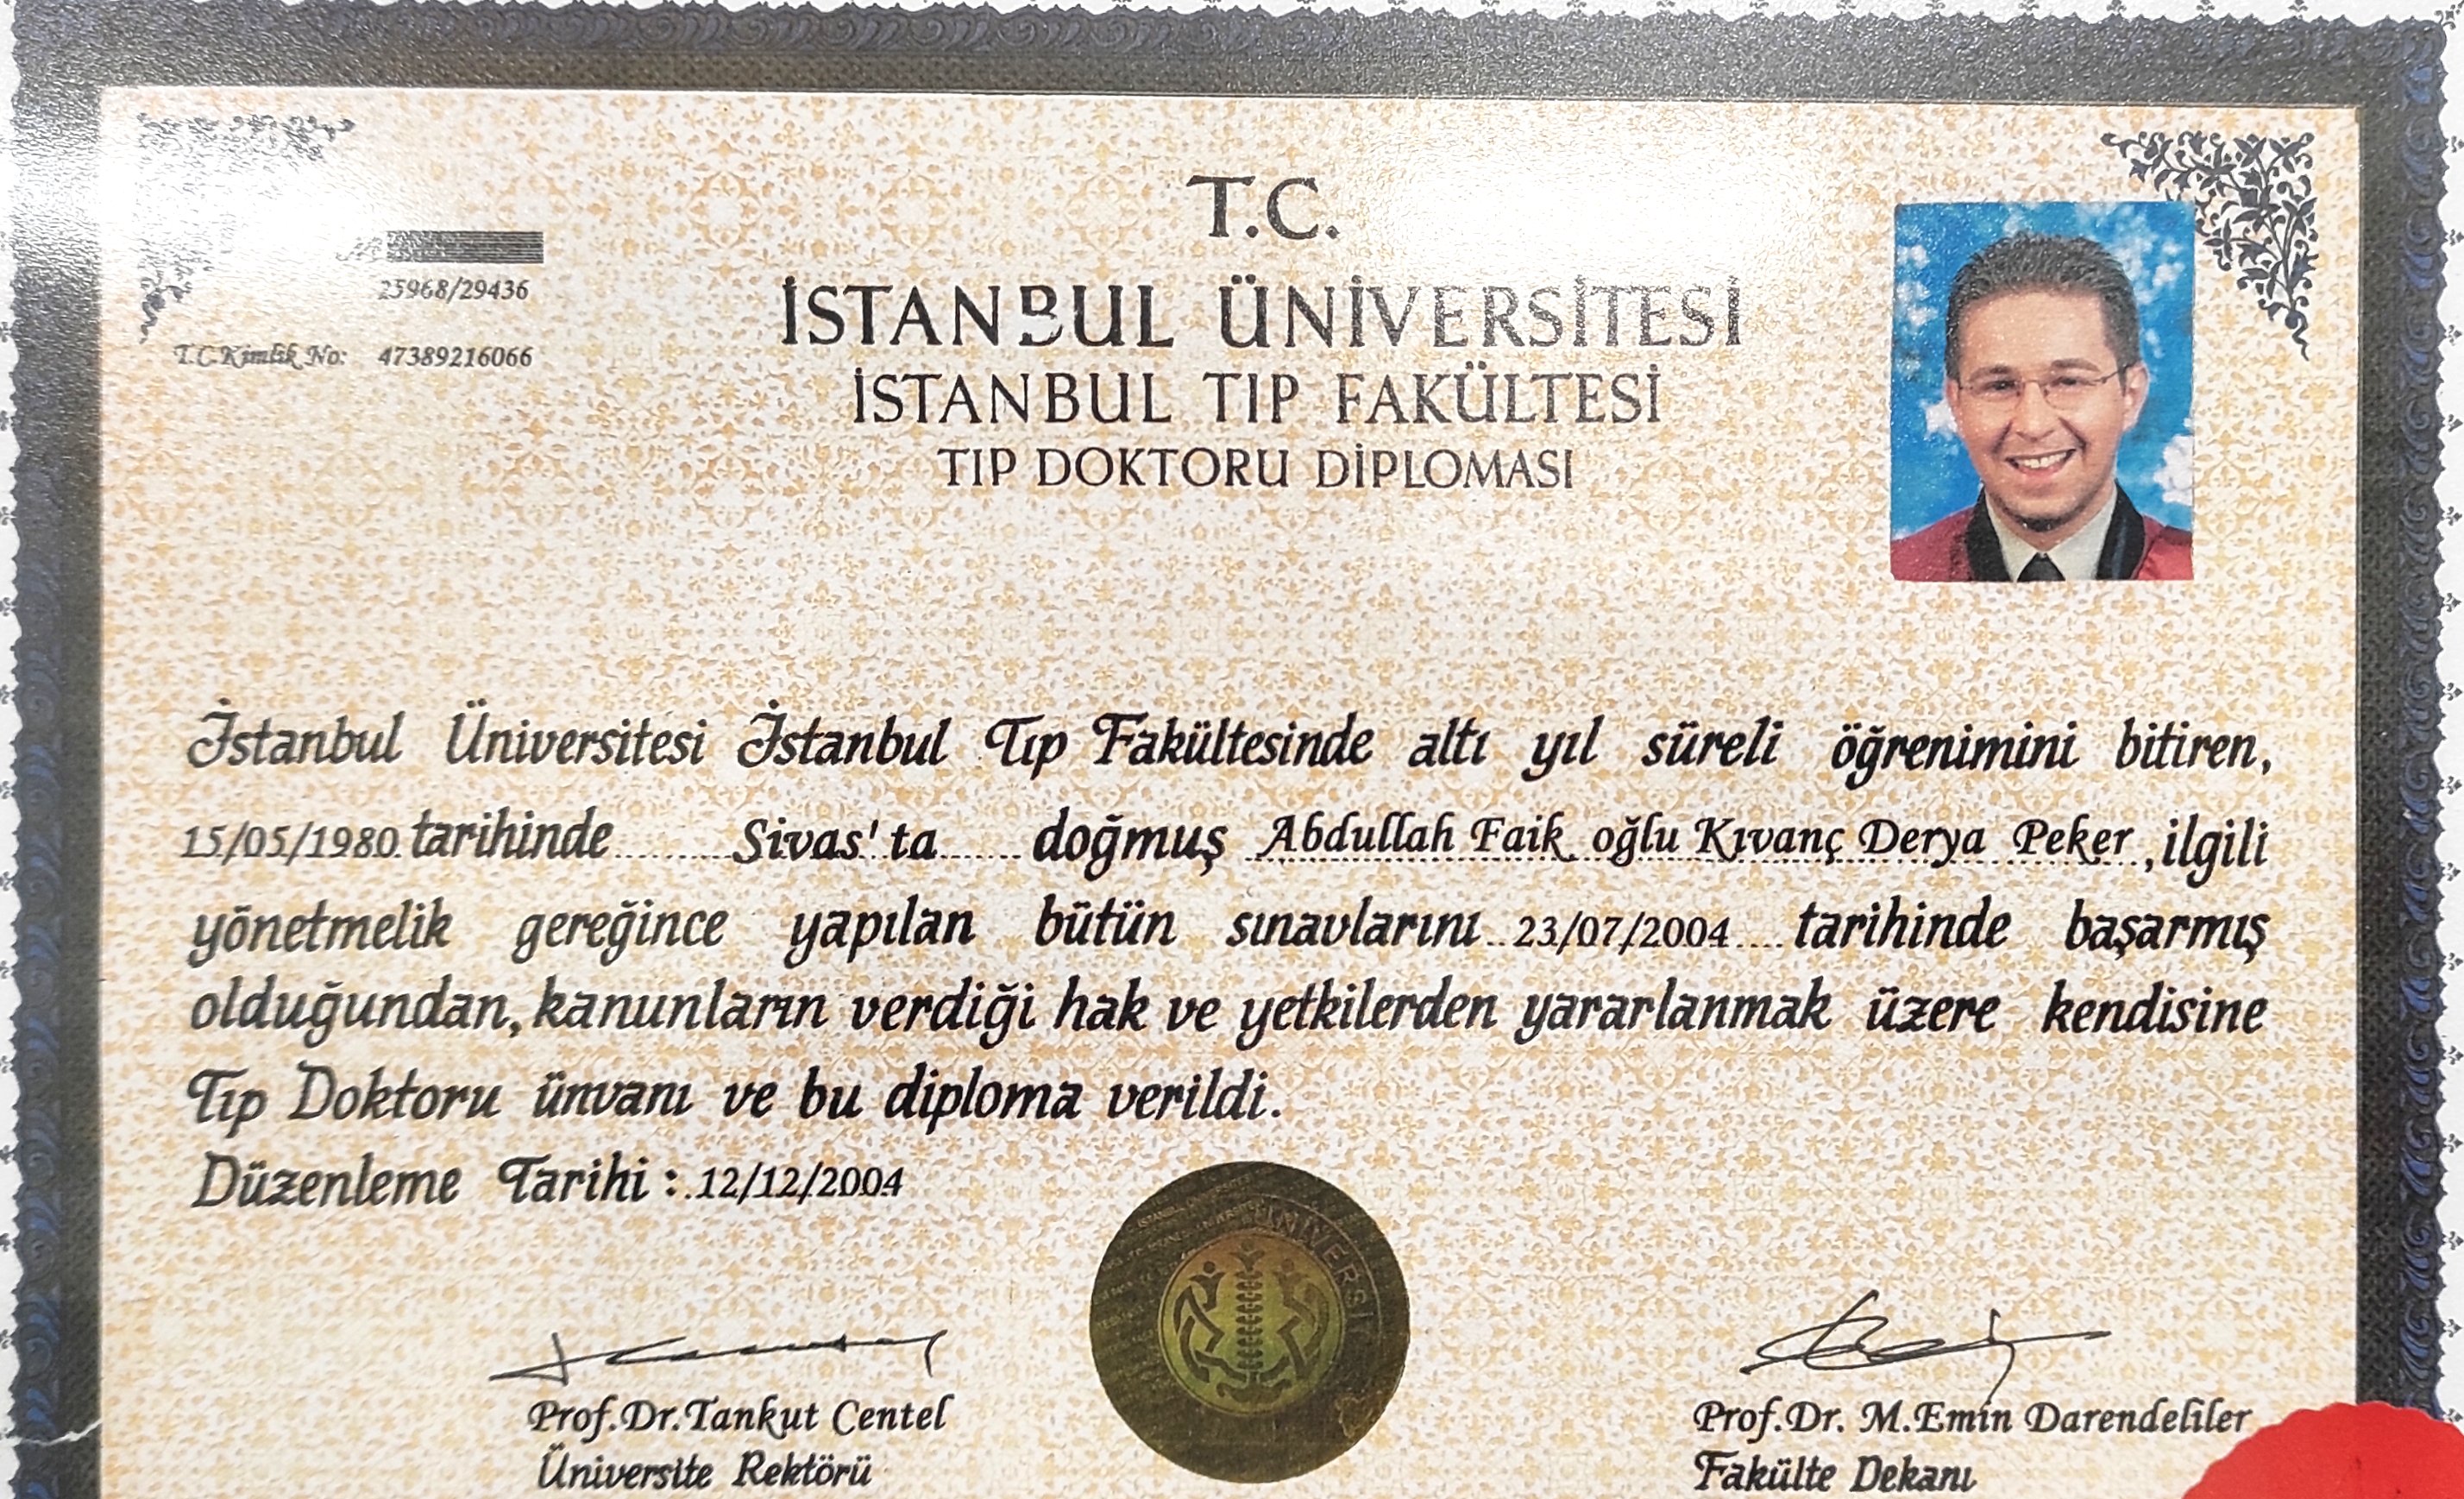 T.C.
İSTANBUL ÜNİVERSİTESİ
İSTANBUL TIP FAKÜLTESİ
TIP DOKTORU DİPLOMASI
25968/29436
T.C.Kimlik No: 47389216066
İstanbul Üniversitesi İstanbul Tıp Fakültesinde altı yıl süreli öğrenimini bitiren,
15/05/1980 tarihinde Sivas'ta doğmuş Abdullah Faik oğlu Kıvanç Derya Peker, ilgili
yönetmelik gereğince yapılan bütün sınavlarını 23/07/2004 tarihinde başarmış
olduğundan, kanunların verdiği hak ve yetkilerden yararlanmak üzere kendisine
Tıp Doktoru ünvanı ve bu diploma verildi.
Düzenleme Tarihi : 12/12/2004
Prof.Dr.Tankut Centel
Üniversite Rektörü
Prof.Dr. M.Emin Darendeliler
Fakülte Dekanı